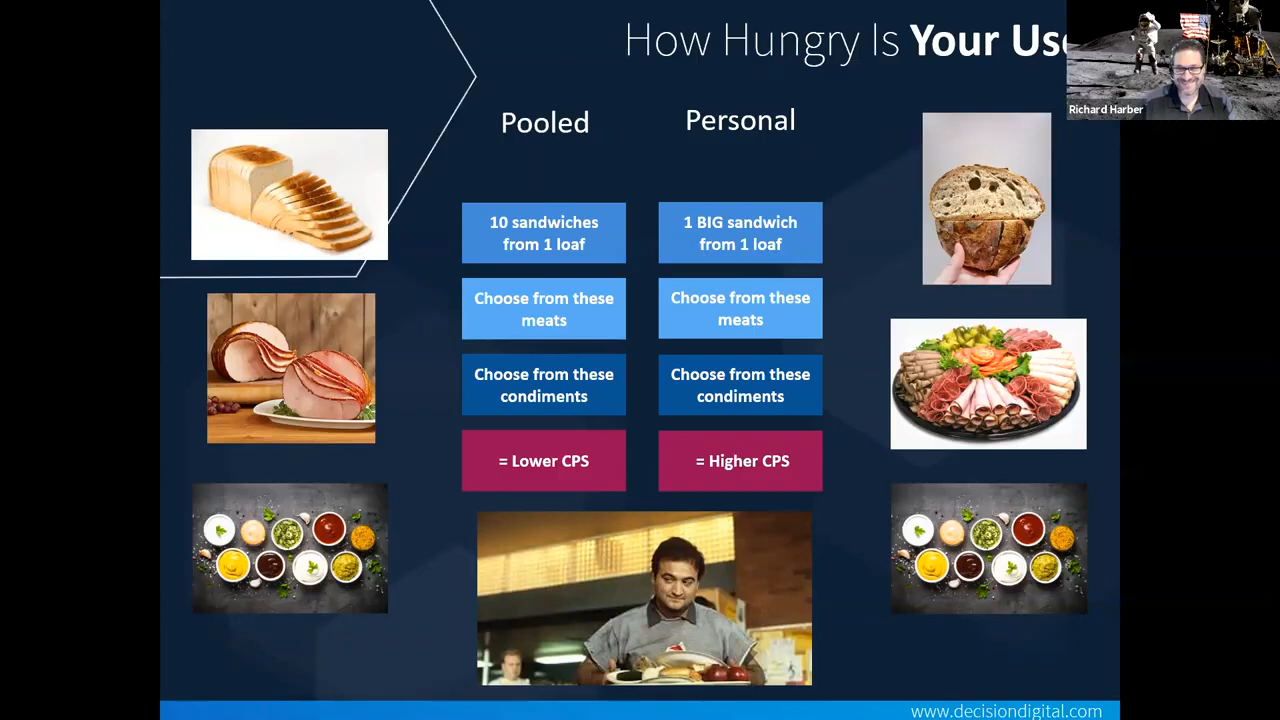 How Hungry Is Your Use
Richard Harber
Pooled
Personal
10 sandwiches
from 1 loaf
1 BIG sandwich
from 1 loaf
Choose from these
meats
Choose from these
meats
Choose from these
condiments
Choose from these
condiments
= Lower CPS
= Higher CPS
www.decisiondigital.com